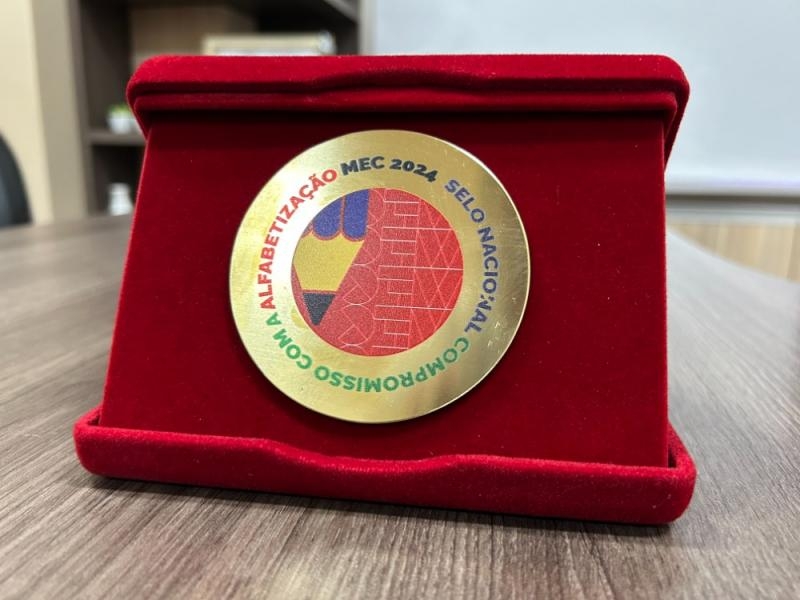 SELO NACIONAL COMPROMISSO COM A ALFABETIZAÇÃO MEC 2024